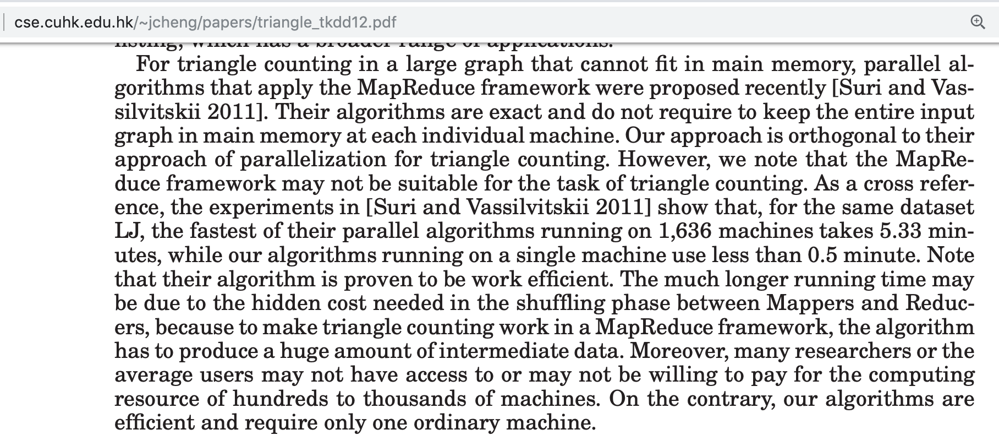 cse.cuhk.edu.hk/~jcheng/papers/triangle_tkdd12.pdf
listing, which has a broader range of applications.
For triangle counting in a large graph that cannot fit in main memory, parallel al-
gorithms that apply the MapReduce framework were proposed recently [Suri and Vas-
silvitskii 2011]. Their algorithms are exact and do not require to keep the entire input
graph in main memory at each individual machine. Our approach is orthogonal to their
approach of parallelization for triangle counting. However, we note that the MapRe-
duce framework may not be suitable for the task of triangle counting. As a cross refer-
ence, the experiments in [Suri and Vassilvitskii 2011] show that, for the same dataset
LJ, the fastest of their parallel algorithms running on 1,636 machines takes 5.33 min-
utes, while our algorithms running on a single machine use less than 0.5 minute. Note
that their algorithm is proven to be work efficient. The much longer running time may
be due to the hidden cost needed in the shuffling phase between Mappers and Reduc-
ers, because to make triangle counting work in a MapReduce framework, the algorithm
has to produce a huge amount of intermediate data. Moreover, many researchers or the
average users may not have access to or may not be willing to pay for the computing
resource of hundreds to thousands of machines. On the contrary, our algorithms are
efficient and require only one ordinary machine.